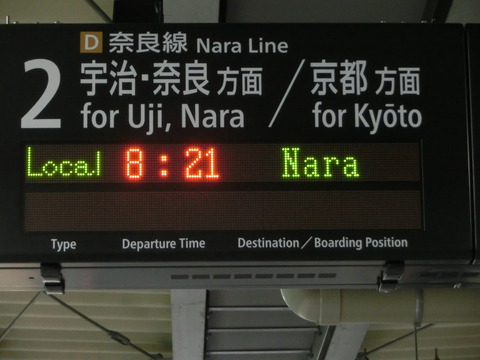 D 奈良線 Nara Line
2 宇治・奈良方面 / 京都方面
for Uji, Nara / for Kyōto
Local 8:21 Nara
Type Departure Time Destination/Boarding Position